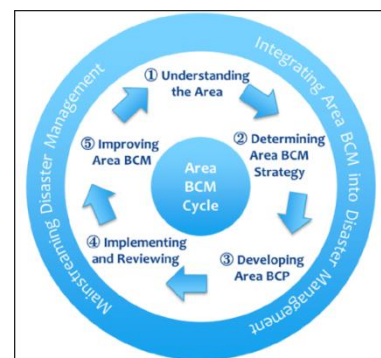 Mainstreaming Disaster Management
Integrating Area BCM into Disaster Management
① Understanding
the Area
② Determining
Area BCM
Strategy
③ Developing
Area BCP
④ Implementing
and Reviewing
⑤ Improving
Area BCM
Area
BCM
Cycle